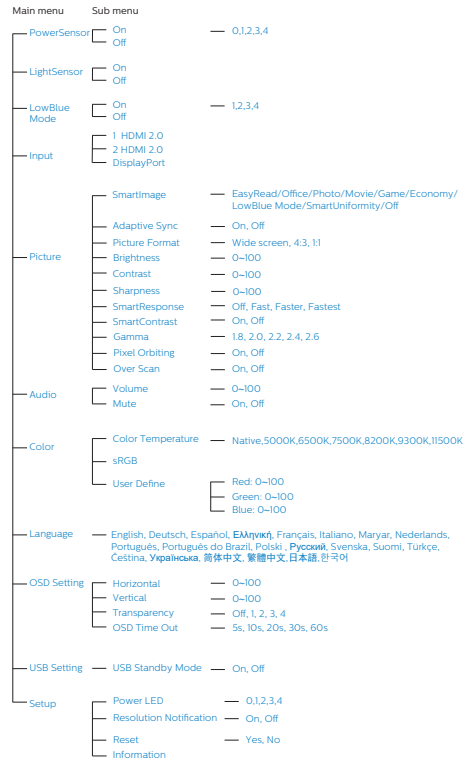 Main menu Sub menu
PowerSensor On 0,1,2,3,4
Off
LightSensor On
Off
LowBlue On 1,2,3,4
Mode Off
1 HDMI 2.0
2 HDMI 2.0
Input DisplayPort
SmartImage EasyRead/Office/Photo/Movie/Game/Economy/
LowBlue Mode/SmartUniformity/Off
Adaptive Sync On, Off
Picture Format Wide screen, 4:3, 1:1
Picture Brightness 0~100
Contrast 0~100
Sharpness 0~100
SmartResponse Off, Fast, Faster, Fastest
SmartContrast On, Off
Gamma 1.8, 2.0, 2.2, 2.4, 2.6
Pixel Orbiting On, Off
Over Scan On, Off
Audio Volume 0~100
Mute On, Off
Color Color Temperature Native,5000K,6500K,7500K,8200K,9300K,11500K
sRGB
User Define Red: 0~100
Green: 0~100
Blue: 0~100
Language English, Deutsch, Español, Ελληνική, Français, Italiano, Maryar, Nederlands,
Português, Português do Brazil, Polski , Русский, Svenska, Suomi, Türkçe,
Čeština, Українська, 简体中文, 繁體中文,日本語,한국어
OSD Setting Horizontal 0~100
Vertical 0~100
Transparency Off, 1, 2, 3, 4
OSD Time Out 5s, 10s, 20s, 30s, 60s
USB Setting USB Standby Mode On, Off
Setup Power LED 0,1,2,3,4
Resolution Notification On, Off
Reset Yes, No
Information